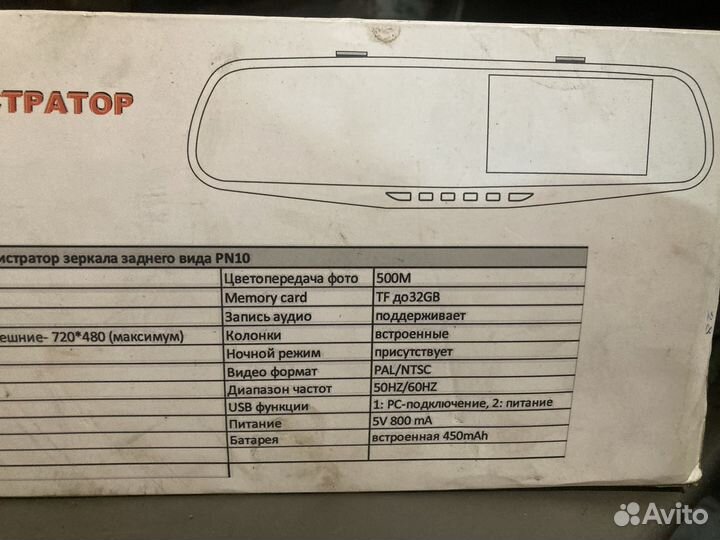 СТРАТОР
истратор зеркала заднего вида PN10
Цветопередача фото 500M
Memory card TF до32GB
Запись аудио поддерживает
ешние- 720*480 (максимум) Колонки встроенные
Ночной режим присутствует
Видео формат PAL/NTSC
Диапазон частот 50HZ/60HZ
USB функции 1: PC-подключение, 2: питание
Питание 5V 800 mA
Батарея встроенная 450mAh
Avito